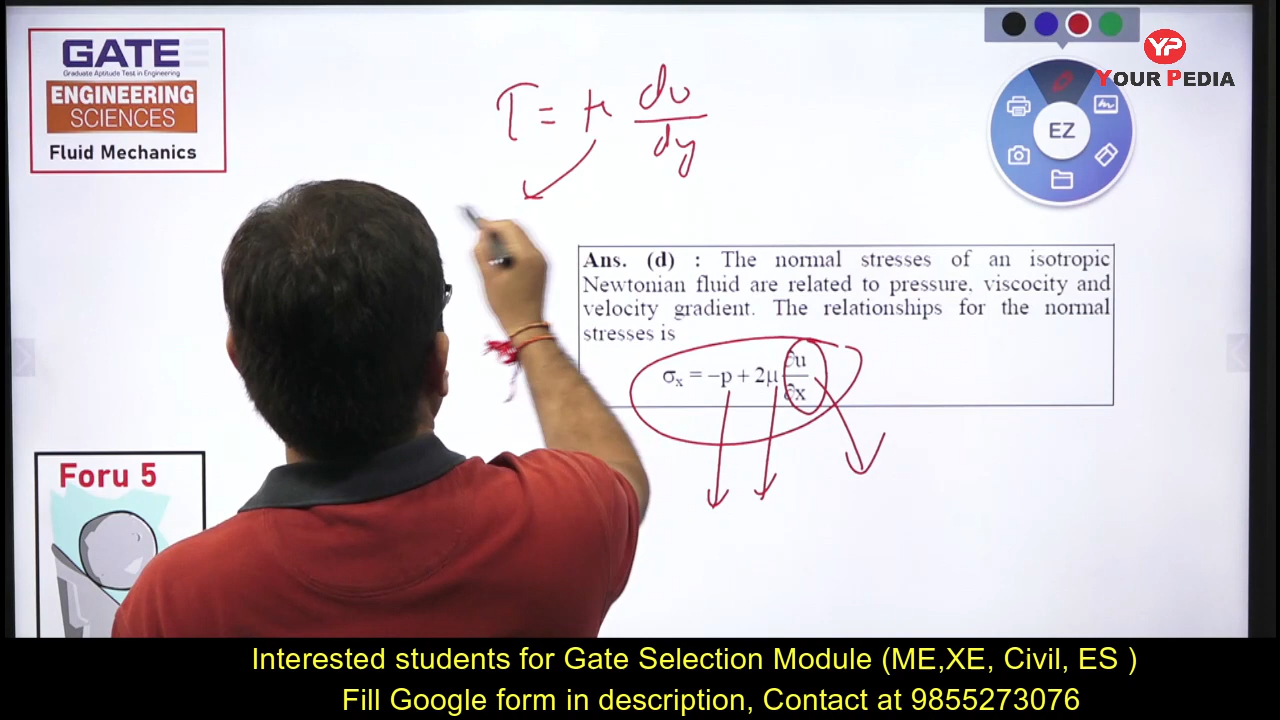 GATE
Graduate Aptitude Test in Engineering
ENGINEERING
SCIENCES
Fluid Mechanics
τ = μ du/dy
EZ
YP
YOUR PEDIA
Ans. (d) : The normal stresses of an isotropic
Newtonian fluid are related to pressure, viscocity and
velocity gradient. The relationships for the normal
stresses is
σx = −p + 2μ ∂u/∂x
Foru 5
Interested students for Gate Selection Module (ME,XE, Civil, ES )
Fill Google form in description, Contact at 9855273076